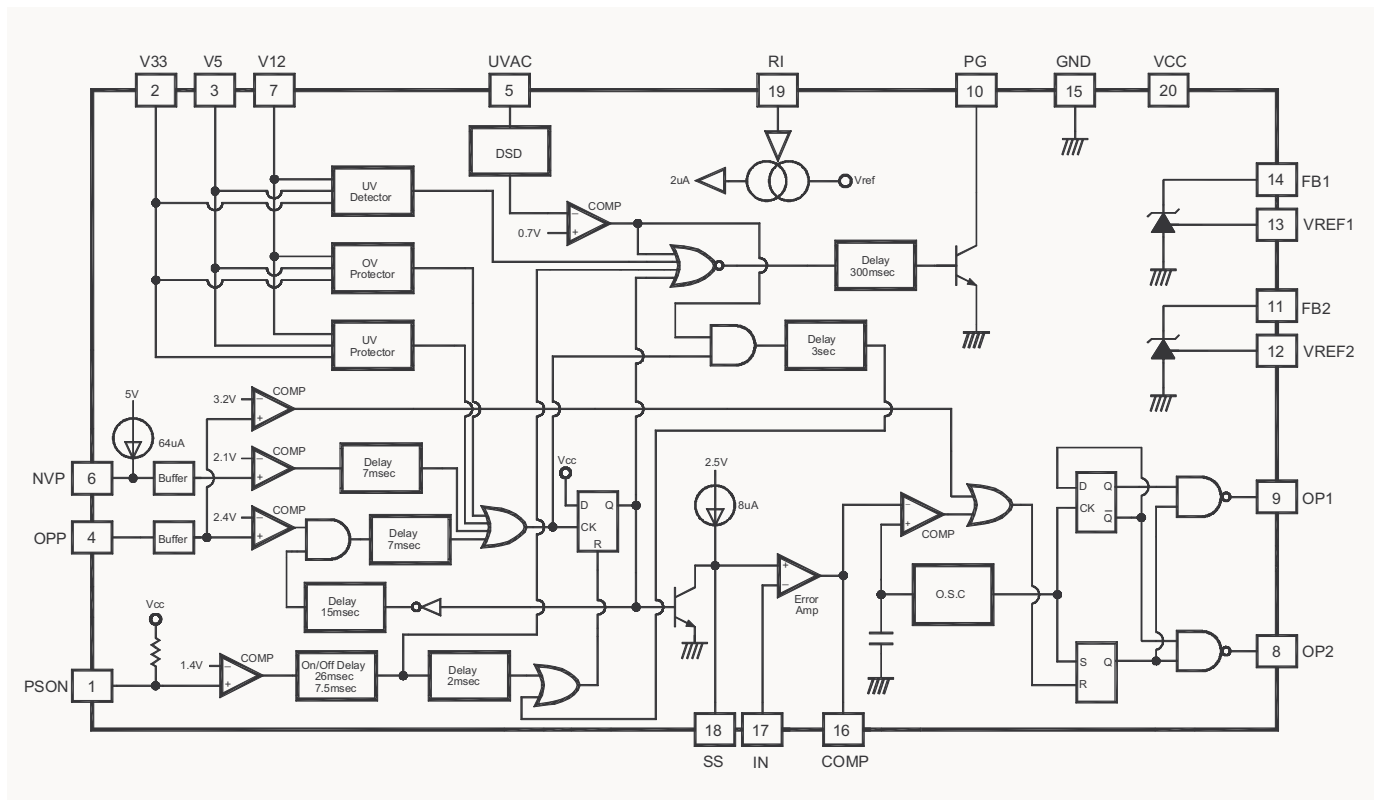 V33 V5 V12 UVAC RI PG GND VCC
2 3 7 5 19 10 15 20
DSD
UV
Detector
2uA
Vref
COMP
−
+
0.7V
14
FB1
13
VREF1
OV
Protector
Delay
300msec
11
FB2
UV
Protector
Delay
3sec
12
VREF2
5V
64uA
3.2V
−
+
COMP
2.1V
−
+
COMP
NVP
6
Buffer
Delay
7msec
2.4V
−
+
COMP
OPP
4
Buffer
Delay
7msec
Vcc
D Q
CK
R
2.5V
8uA
−
+
COMP
D Q
CK
Q
9
OP1
Delay
15msec
+
−
Error
Amp
O.S.C
Vcc
1.4V
−
+
COMP
PSON
1
On/Off Delay
26msec
7.5msec
Delay
2msec
S Q
R
8
OP2
18 17 16
SS IN COMP